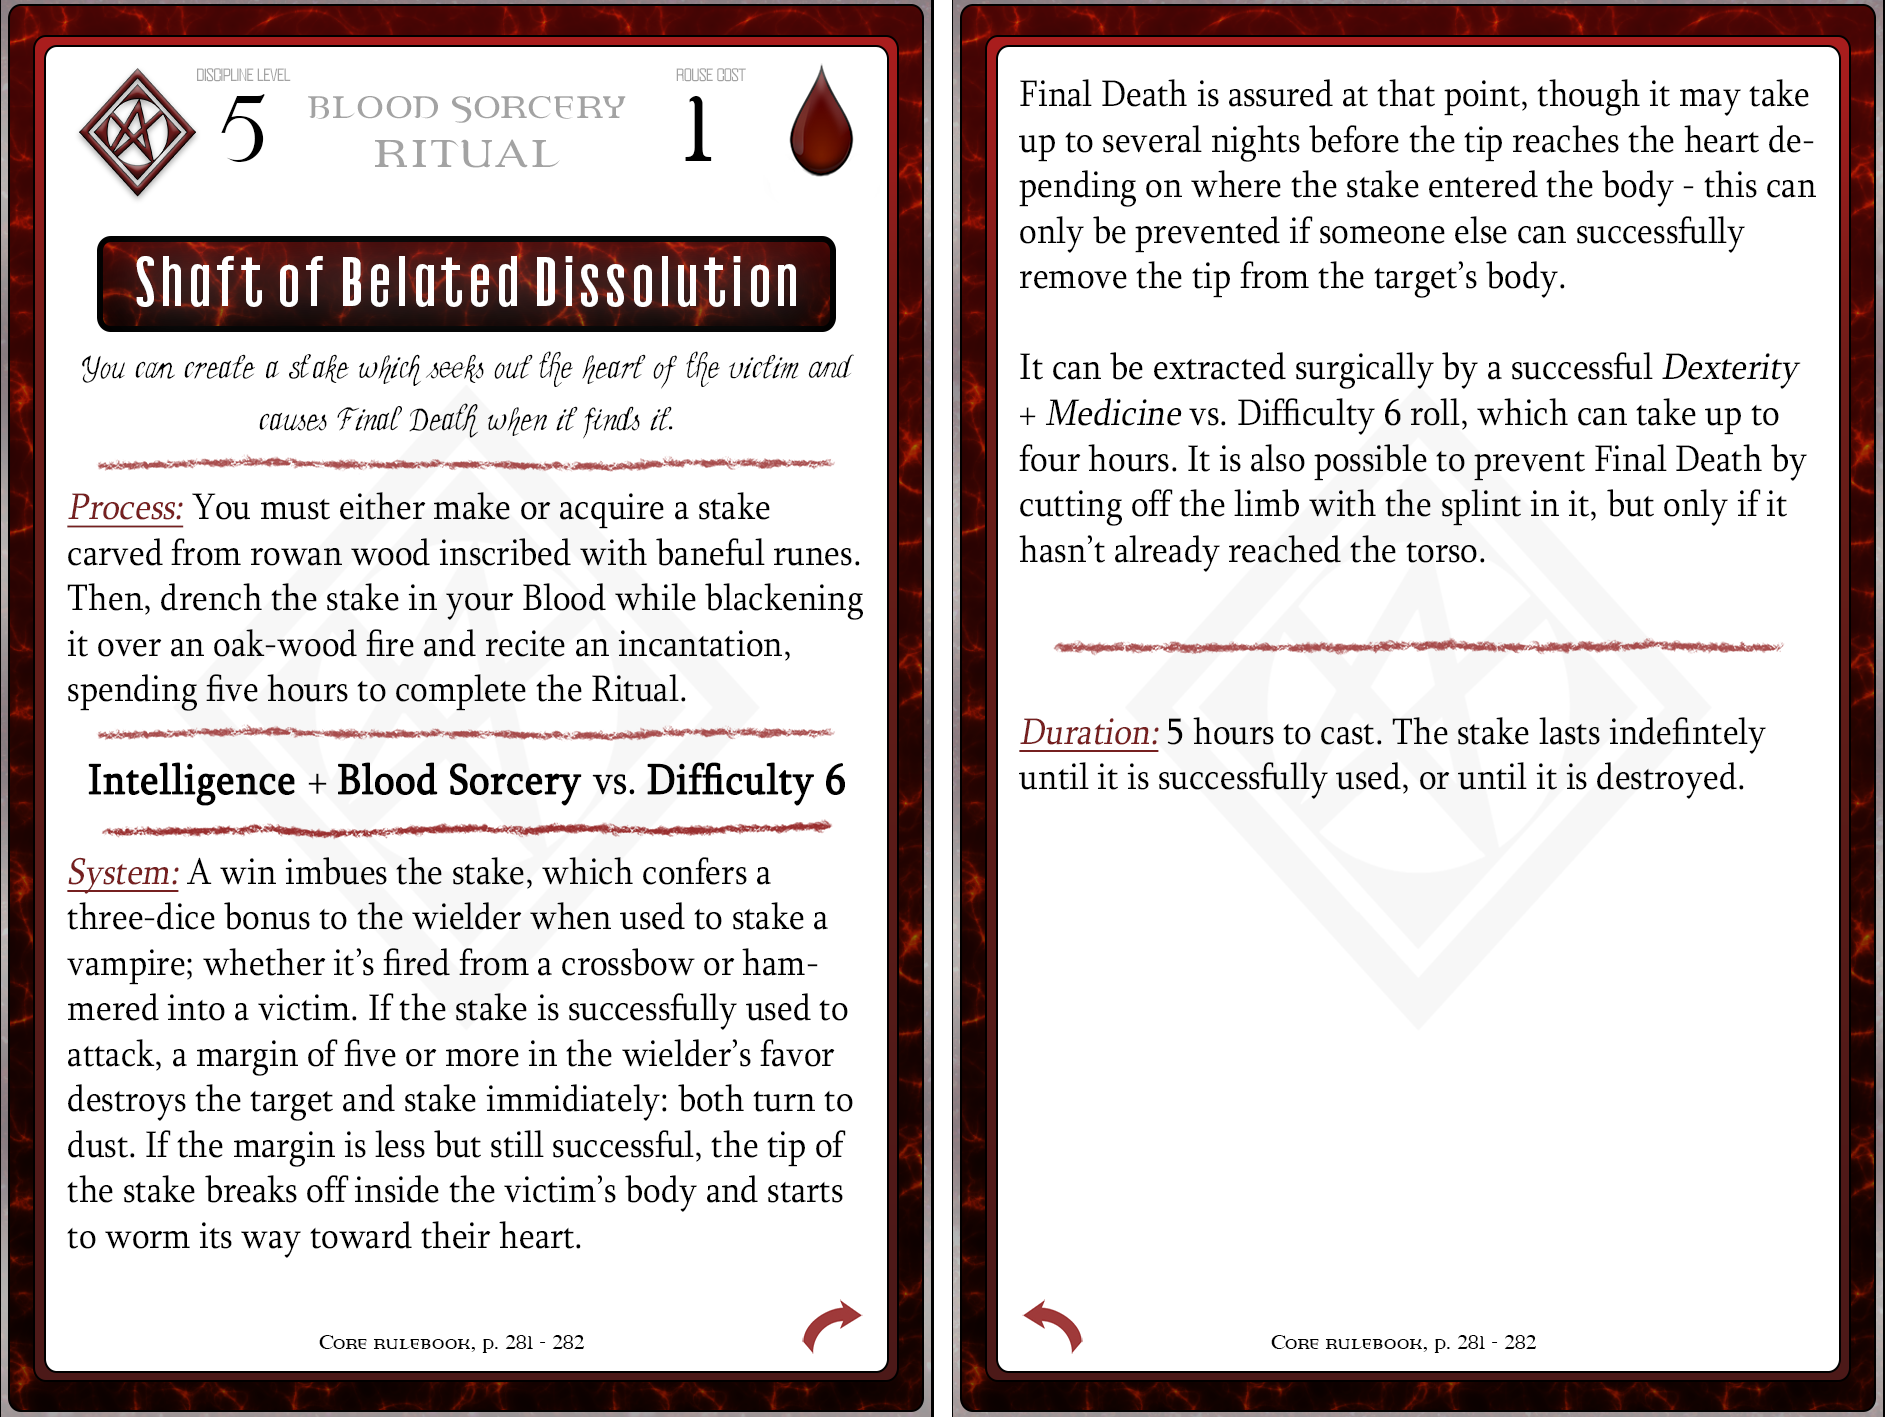 DISCIPLINE LEVEL
5
BLOOD SORCERY
RITUAL
ROUSE COST
1
Shaft of Belated Dissolution
You can create a stake which seeks out the heart of the victim and
causes Final Death when it finds it.
Process: You must either make or acquire a stake
carved from rowan wood inscribed with baneful runes.
Then, drench the stake in your Blood while blackening
it over an oak-wood fire and recite an incantation,
spending five hours to complete the Ritual.
Intelligence + Blood Sorcery vs. Difficulty 6
System: A win imbues the stake, which confers a
three-dice bonus to the wielder when used to stake a
vampire; whether it's fired from a crossbow or ham-
mered into a victim. If the stake is successfully used to
attack, a margin of five or more in the wielder's favor
destroys the target and stake immidiately: both turn to
dust. If the margin is less but still successful, the tip of
the stake breaks off inside the victim's body and starts
to worm its way toward their heart.
Core rulebook, p. 281 - 282
Final Death is assured at that point, though it may take
up to several nights before the tip reaches the heart de-
pending on where the stake entered the body - this can
only be prevented if someone else can successfully
remove the tip from the target's body.
It can be extracted surgically by a successful Dexterity
+ Medicine vs. Difficulty 6 roll, which can take up to
four hours. It is also possible to prevent Final Death by
cutting off the limb with the splint in it, but only if it
hasn't already reached the torso.
Duration: 5 hours to cast. The stake lasts indefintely
until it is successfully used, or until it is destroyed.
Core rulebook, p. 281 - 282